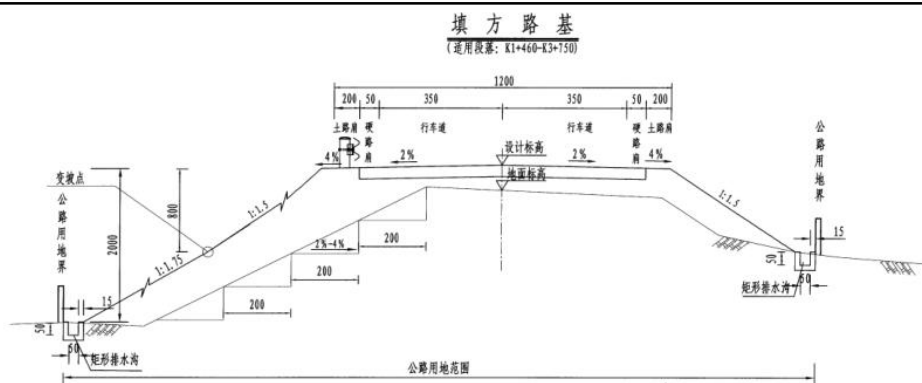 填方路基
(适用段落: K1+460-K3+750)
1200
200
50
350
350
50
200
土路肩
硬路肩
行车道
行车道
硬路肩
土路肩
公路用地界
设计标高
4%
2%
2%
4%
地面标高
变坡点
公路用地界
800
2000
1:1.5
1:1.5
1:1.75
2%-4%
200
200
200
15
50
60
矩形排水沟
15
50
60
矩形排水沟
公路用地范围